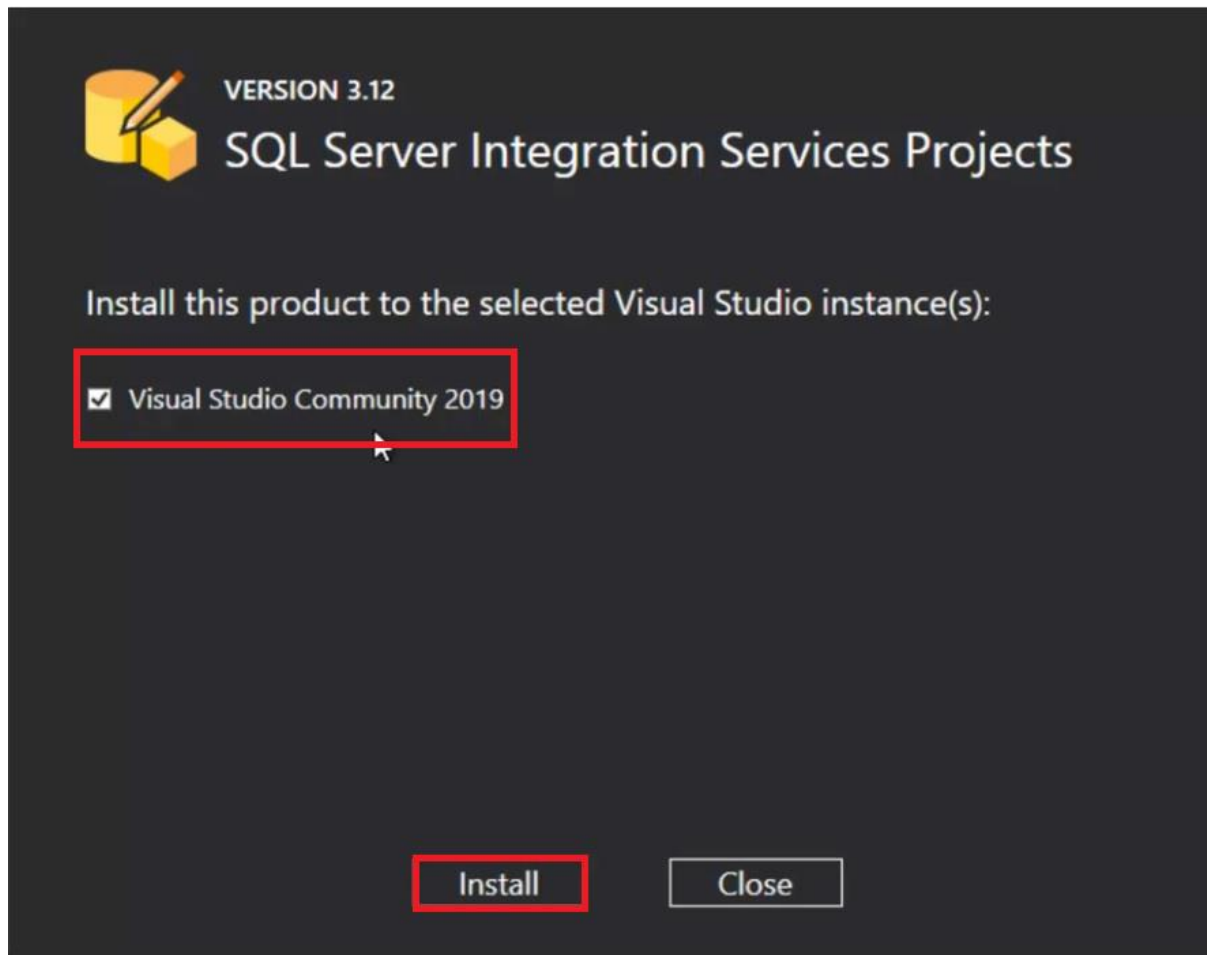 VERSION 3.12
SQL Server Integration Services Projects
Install this product to the selected Visual Studio instance(s):
Visual Studio Community 2019
Install
Close